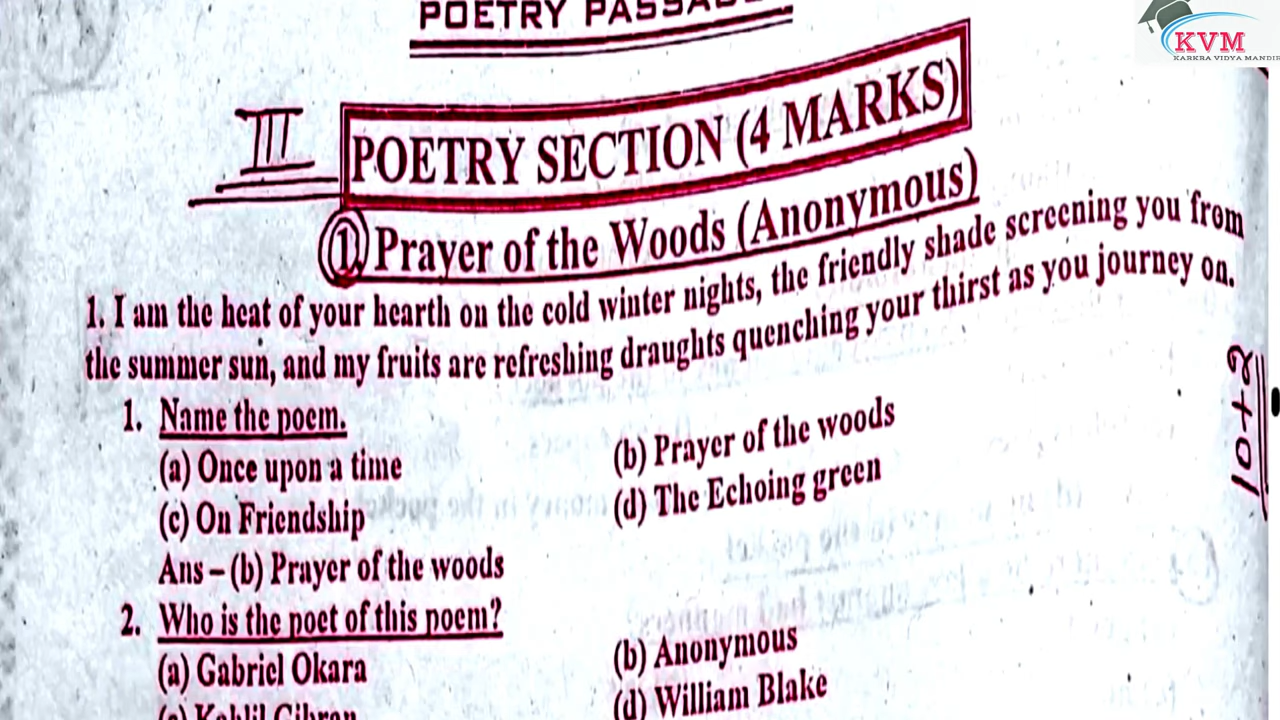 POETRY PASSAGE
KVM
KARKRA VIDYA MANDIR
III
POETRY SECTION (4 MARKS)
1. Prayer of the Woods (Anonymous)
1. I am the heat of your hearth on the cold winter nights, the friendly shade screening you from
the summer sun, and my fruits are refreshing draughts quenching your thirst as you journey on.
10+2
1. Name the poem.
(a) Once upon a time (b) Prayer of the woods
(c) On Friendship (d) The Echoing green
Ans – (b) Prayer of the woods
2. Who is the poet of this poem?
(a) Gabriel Okara (b) Anonymous
(c) Kahlil Gibran (d) William Blake